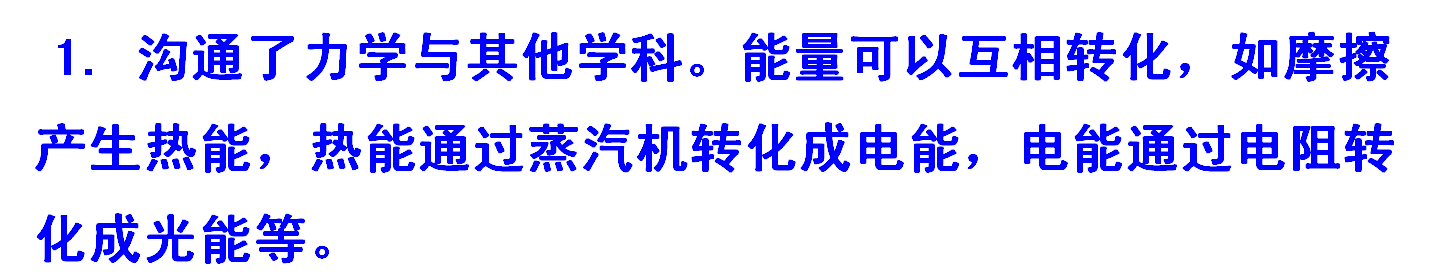 1. 沟通了力学与其他学科。能量可以互相转化，如摩擦
产生热能，热能通过蒸汽机转化成电能，电能通过电阻转
化成光能等。